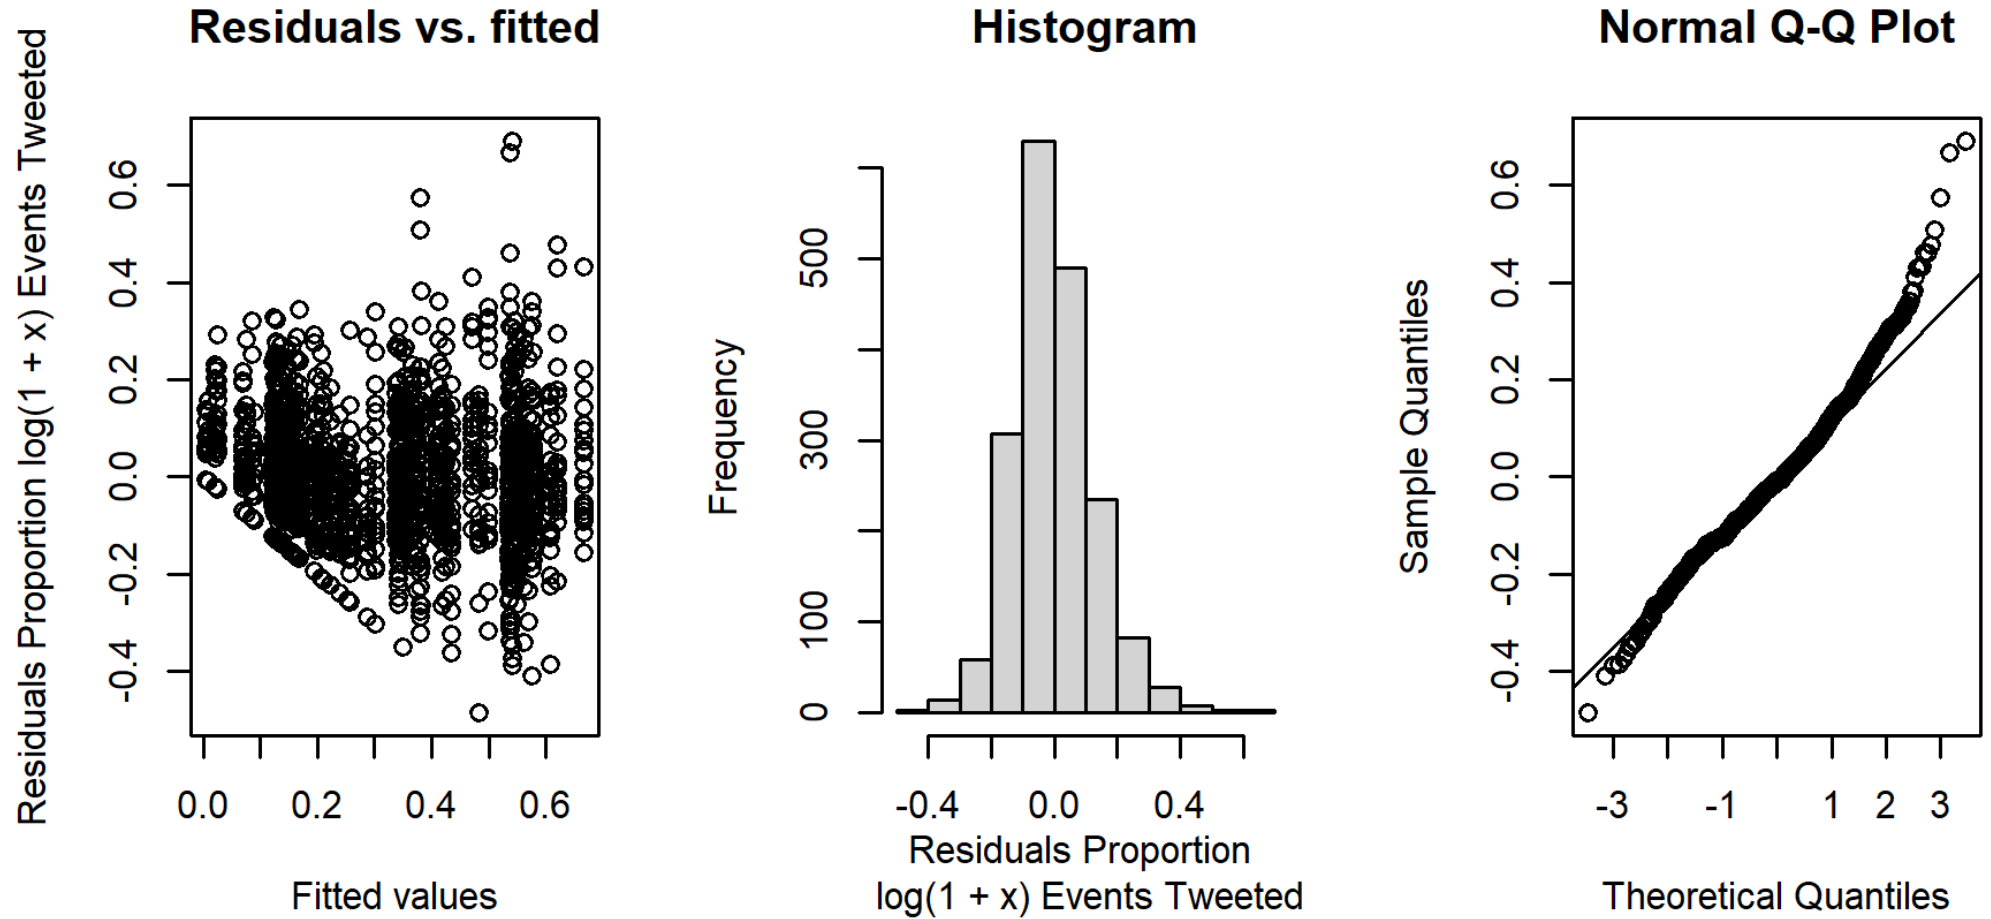 Residuals vs. fitted
Residuals Proportion log(1 + x) Events Tweeted
0.6
0.4
0.2
0.0
-0.2
-0.4
0.0 0.2 0.4 0.6
Fitted values
Histogram
Frequency
500
300
100
0
-0.4 0.0 0.4
Residuals Proportion
log(1 + x) Events Tweeted
Normal Q-Q Plot
Sample Quantiles
0.6
0.4
0.2
0.0
-0.2
-0.4
-3 -1 1 2 3
Theoretical Quantiles